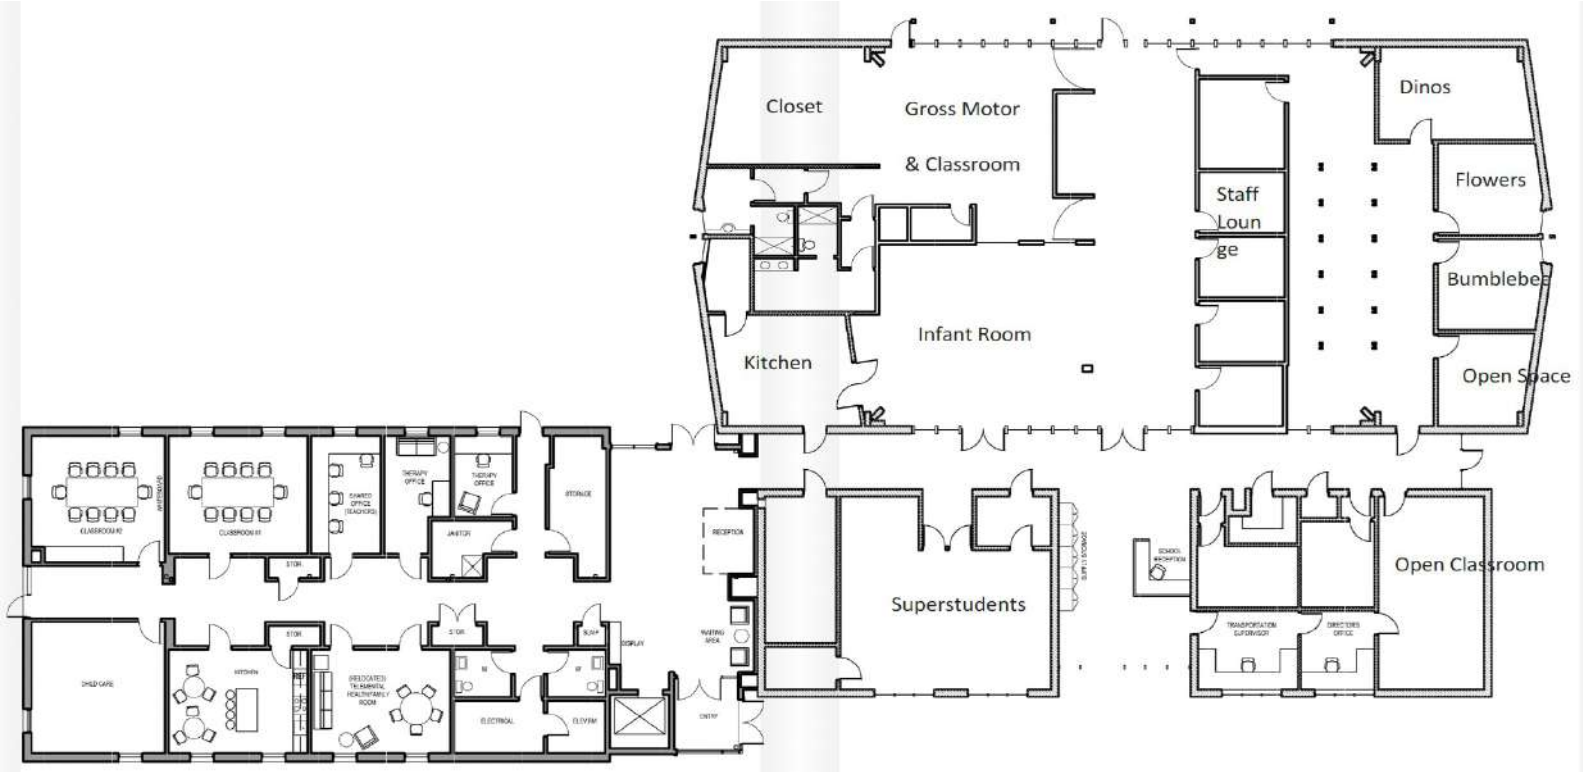 Closet
Gross Motor
& Classroom
Dinos
Staff
Loun
ge
Flowers
Bumblebee
Infant Room
Kitchen
Open Space
CLASSROOM #2
WHITEBOARD
CLASSROOM #1
SHARED
OFFICE
(TEACHERS)
THERAPY
OFFICE
THERAPY
OFFICE
STORAGE
JANITOR
STOR.
RECEPTION
SUPPLY STORAGE
SCHOOL
RECEPTION
Open Classroom
Superstudents
CHILD CARE
STOR.
KITCHEN
REF
(RELOCATED)
TELEMENTAL
HEALTH/FAMILY
ROOM
STOR.
DISPLAY
WAITING
AREA
ELECTRICAL
ELEV RM
ENTRY
TRANSPORTATION
SUPERVISOR
DIRECTOR'S
OFFICE